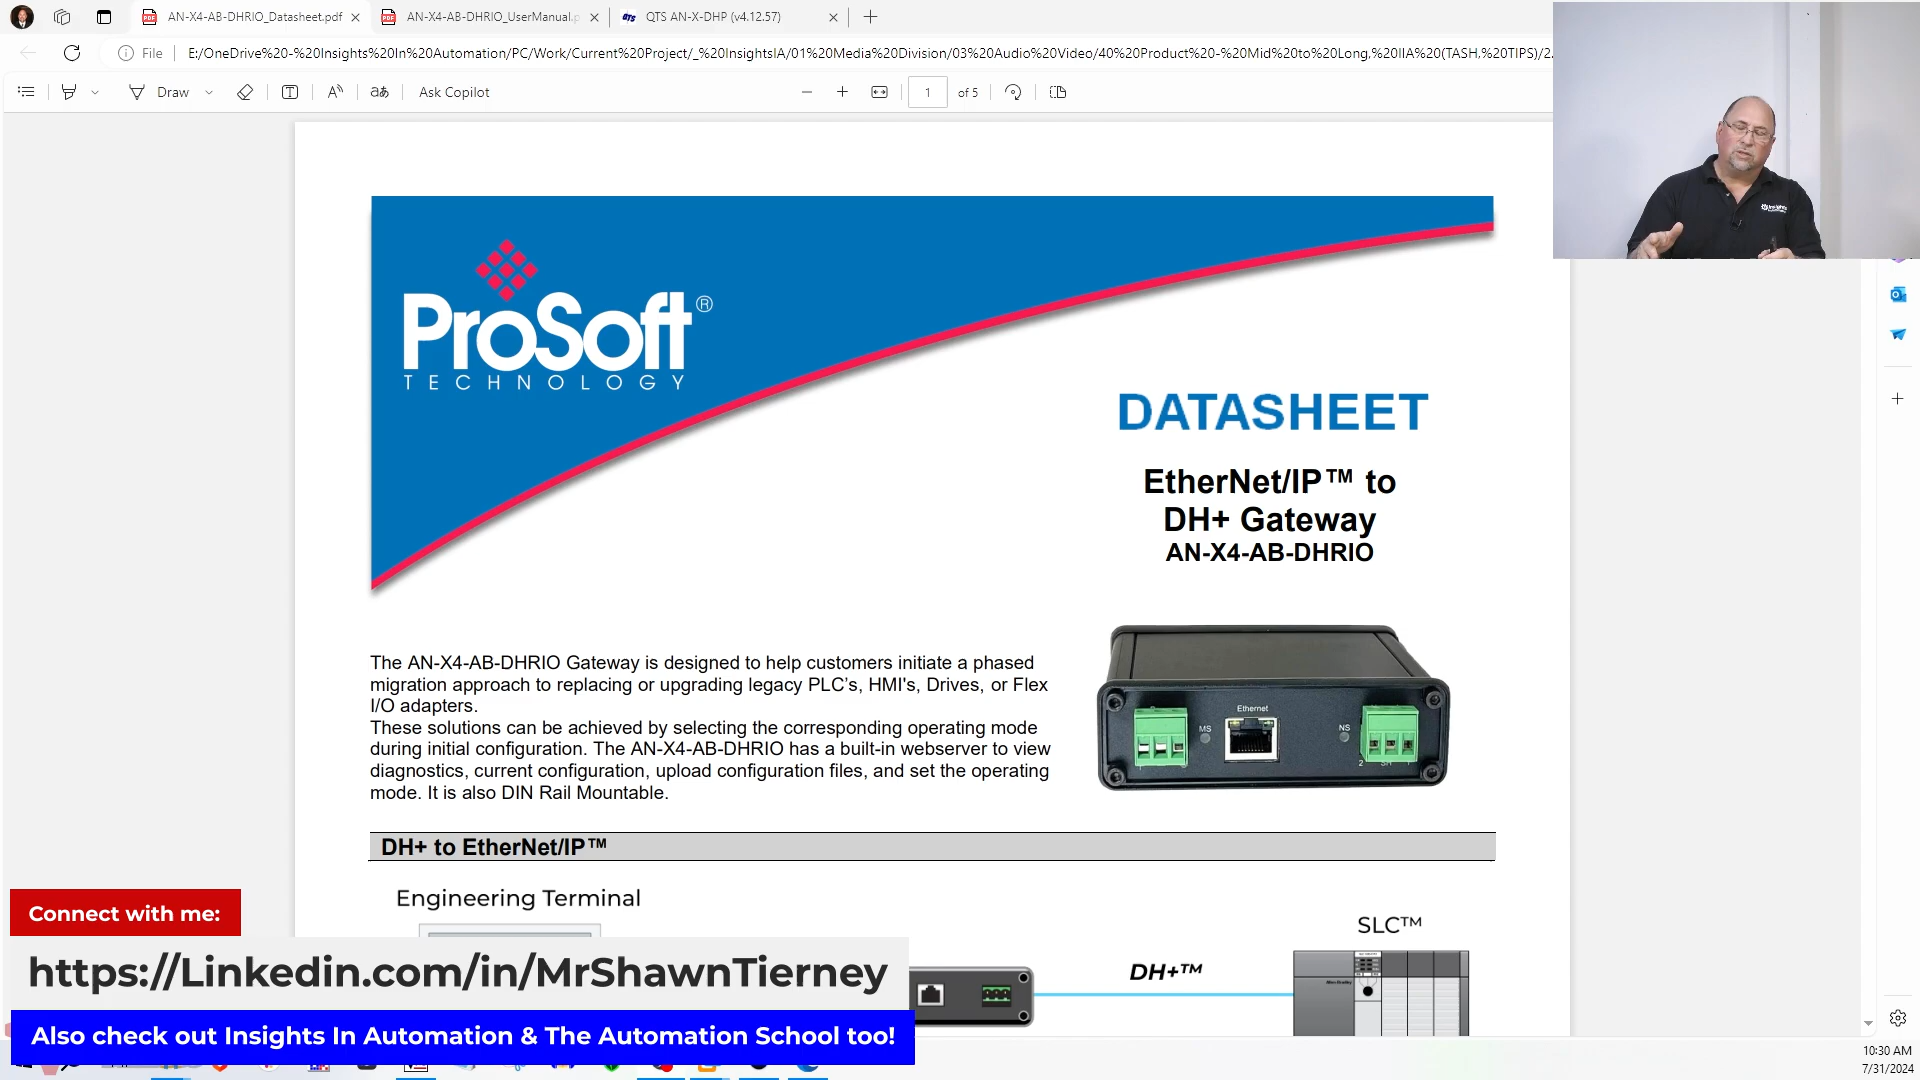 AN-X4-AB-DHRIO_Datasheet.pdf
AN-X4-AB-DHRIO_UserManual.p
QTS AN-X-DHP (v4.12.57)
File
E:/OneDrive%20-%20Insights%20In%20Automation/PC/Work/Current%20Project/_%20InsightsIA/01%20Media%20Division/03%20Audio%20Video/40%20Product%20-%20Mid%20to%20Long,%20IIA%20(TASH,%20TIPS)/2.
Draw
Ask Copilot
1 of 5
ProSoft®
TECHNOLOGY
DATASHEET
EtherNet/IP™ to
DH+ Gateway
AN-X4-AB-DHRIO
The AN-X4-AB-DHRIO Gateway is designed to help customers initiate a phased
migration approach to replacing or upgrading legacy PLC’s, HMI's, Drives, or Flex
I/O adapters.
These solutions can be achieved by selecting the corresponding operating mode
during initial configuration. The AN-X4-AB-DHRIO has a built-in webserver to view
diagnostics, current configuration, upload configuration files, and set the operating
mode. It is also DIN Rail Mountable.
Ethernet
MS
NS
DH+ to EtherNet/IP™
Engineering Terminal
SLC™
DH+™
Connect with me:
https://Linkedin.com/in/MrShawnTierney
Also check out Insights In Automation & The Automation School too!
10:30 AM
7/31/2024